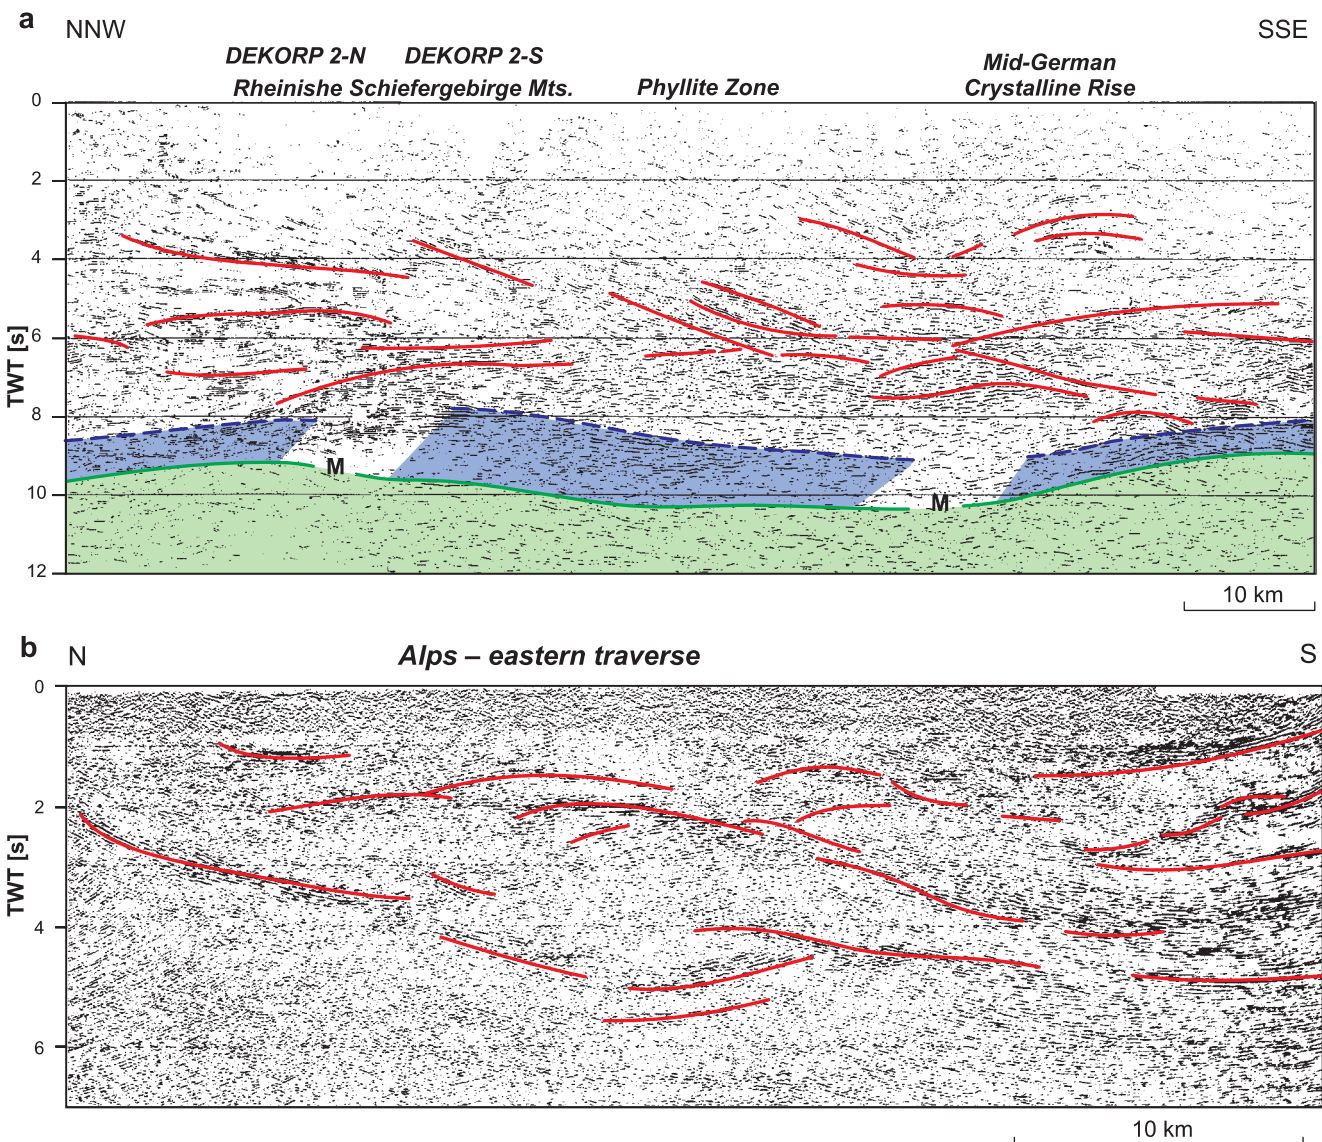 a
NNW
SSE
DEKORP 2-N
DEKORP 2-S
Rheinishe Schiefergebirge Mts.
Phyllite Zone
Mid-German
Crystalline Rise
0
2
4
6
8
10
12
TWT [s]
M
M
10 km
b
N
Alps – eastern traverse
S
0
2
4
6
TWT [s]
10 km